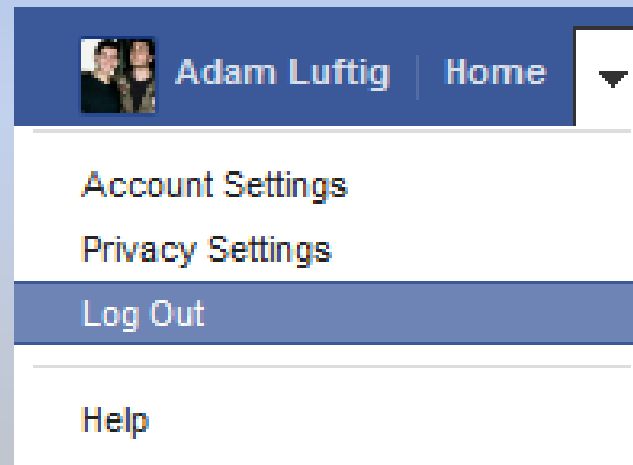 Adam Luftig Home
Account Settings
Privacy Settings
Log Out
Help